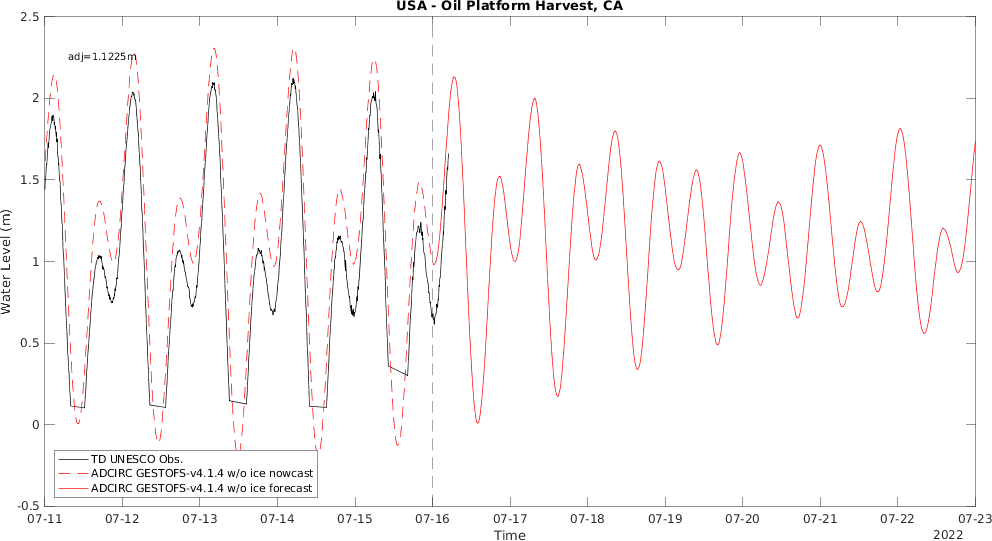 USA - Oil Platform Harvest, CA
adj=1.1225m
2.5
2
1.5
1
0.5
0
-0.5
Water Level (m)
TD UNESCO Obs.
ADCIRC GESTOFS-v4.1.4 w/o ice nowcast
ADCIRC GESTOFS-v4.1.4 w/o ice forecast
07-11 07-12 07-13 07-14 07-15 07-16 07-17 07-18 07-19 07-20 07-21 07-22 07-23
Time
2022